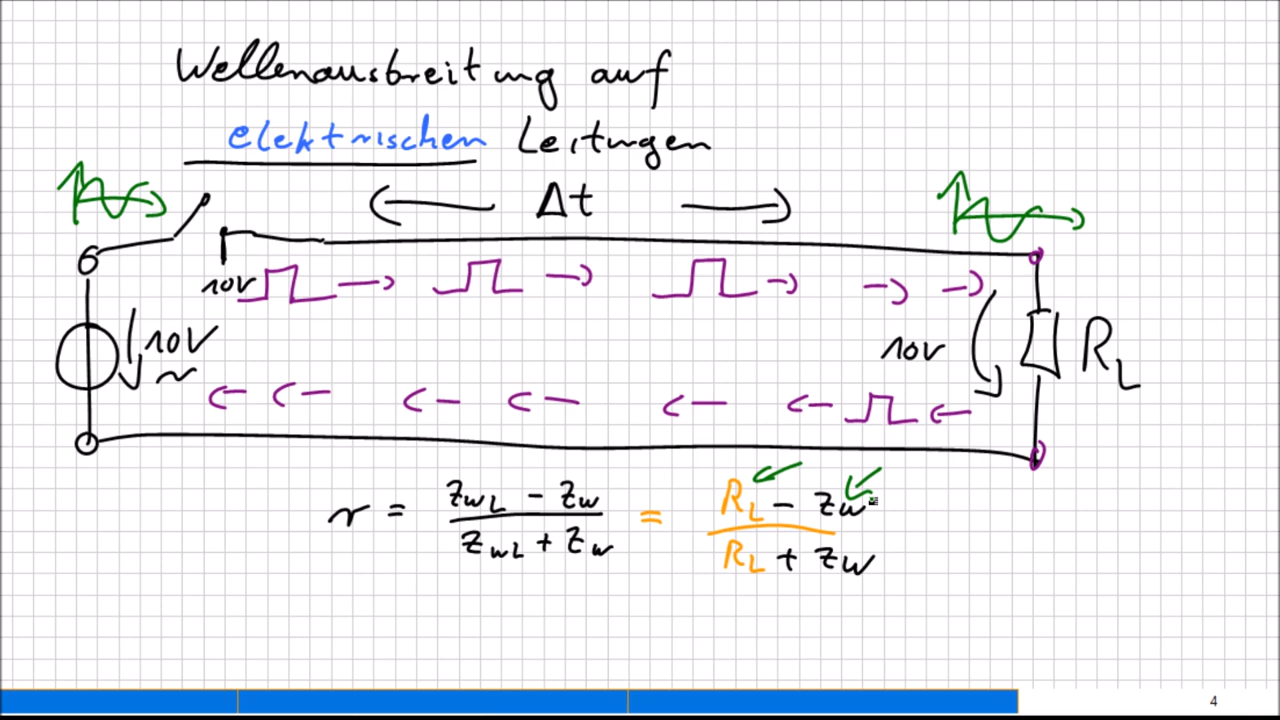 Wellenausbreitung auf
elektrischen Leitungen
Δt
10V
10V
~
10V
R_L
r = (Z_WL - Z_W) / (Z_WL + Z_W) = (R_L - Z_W) / (R_L + Z_W)
4